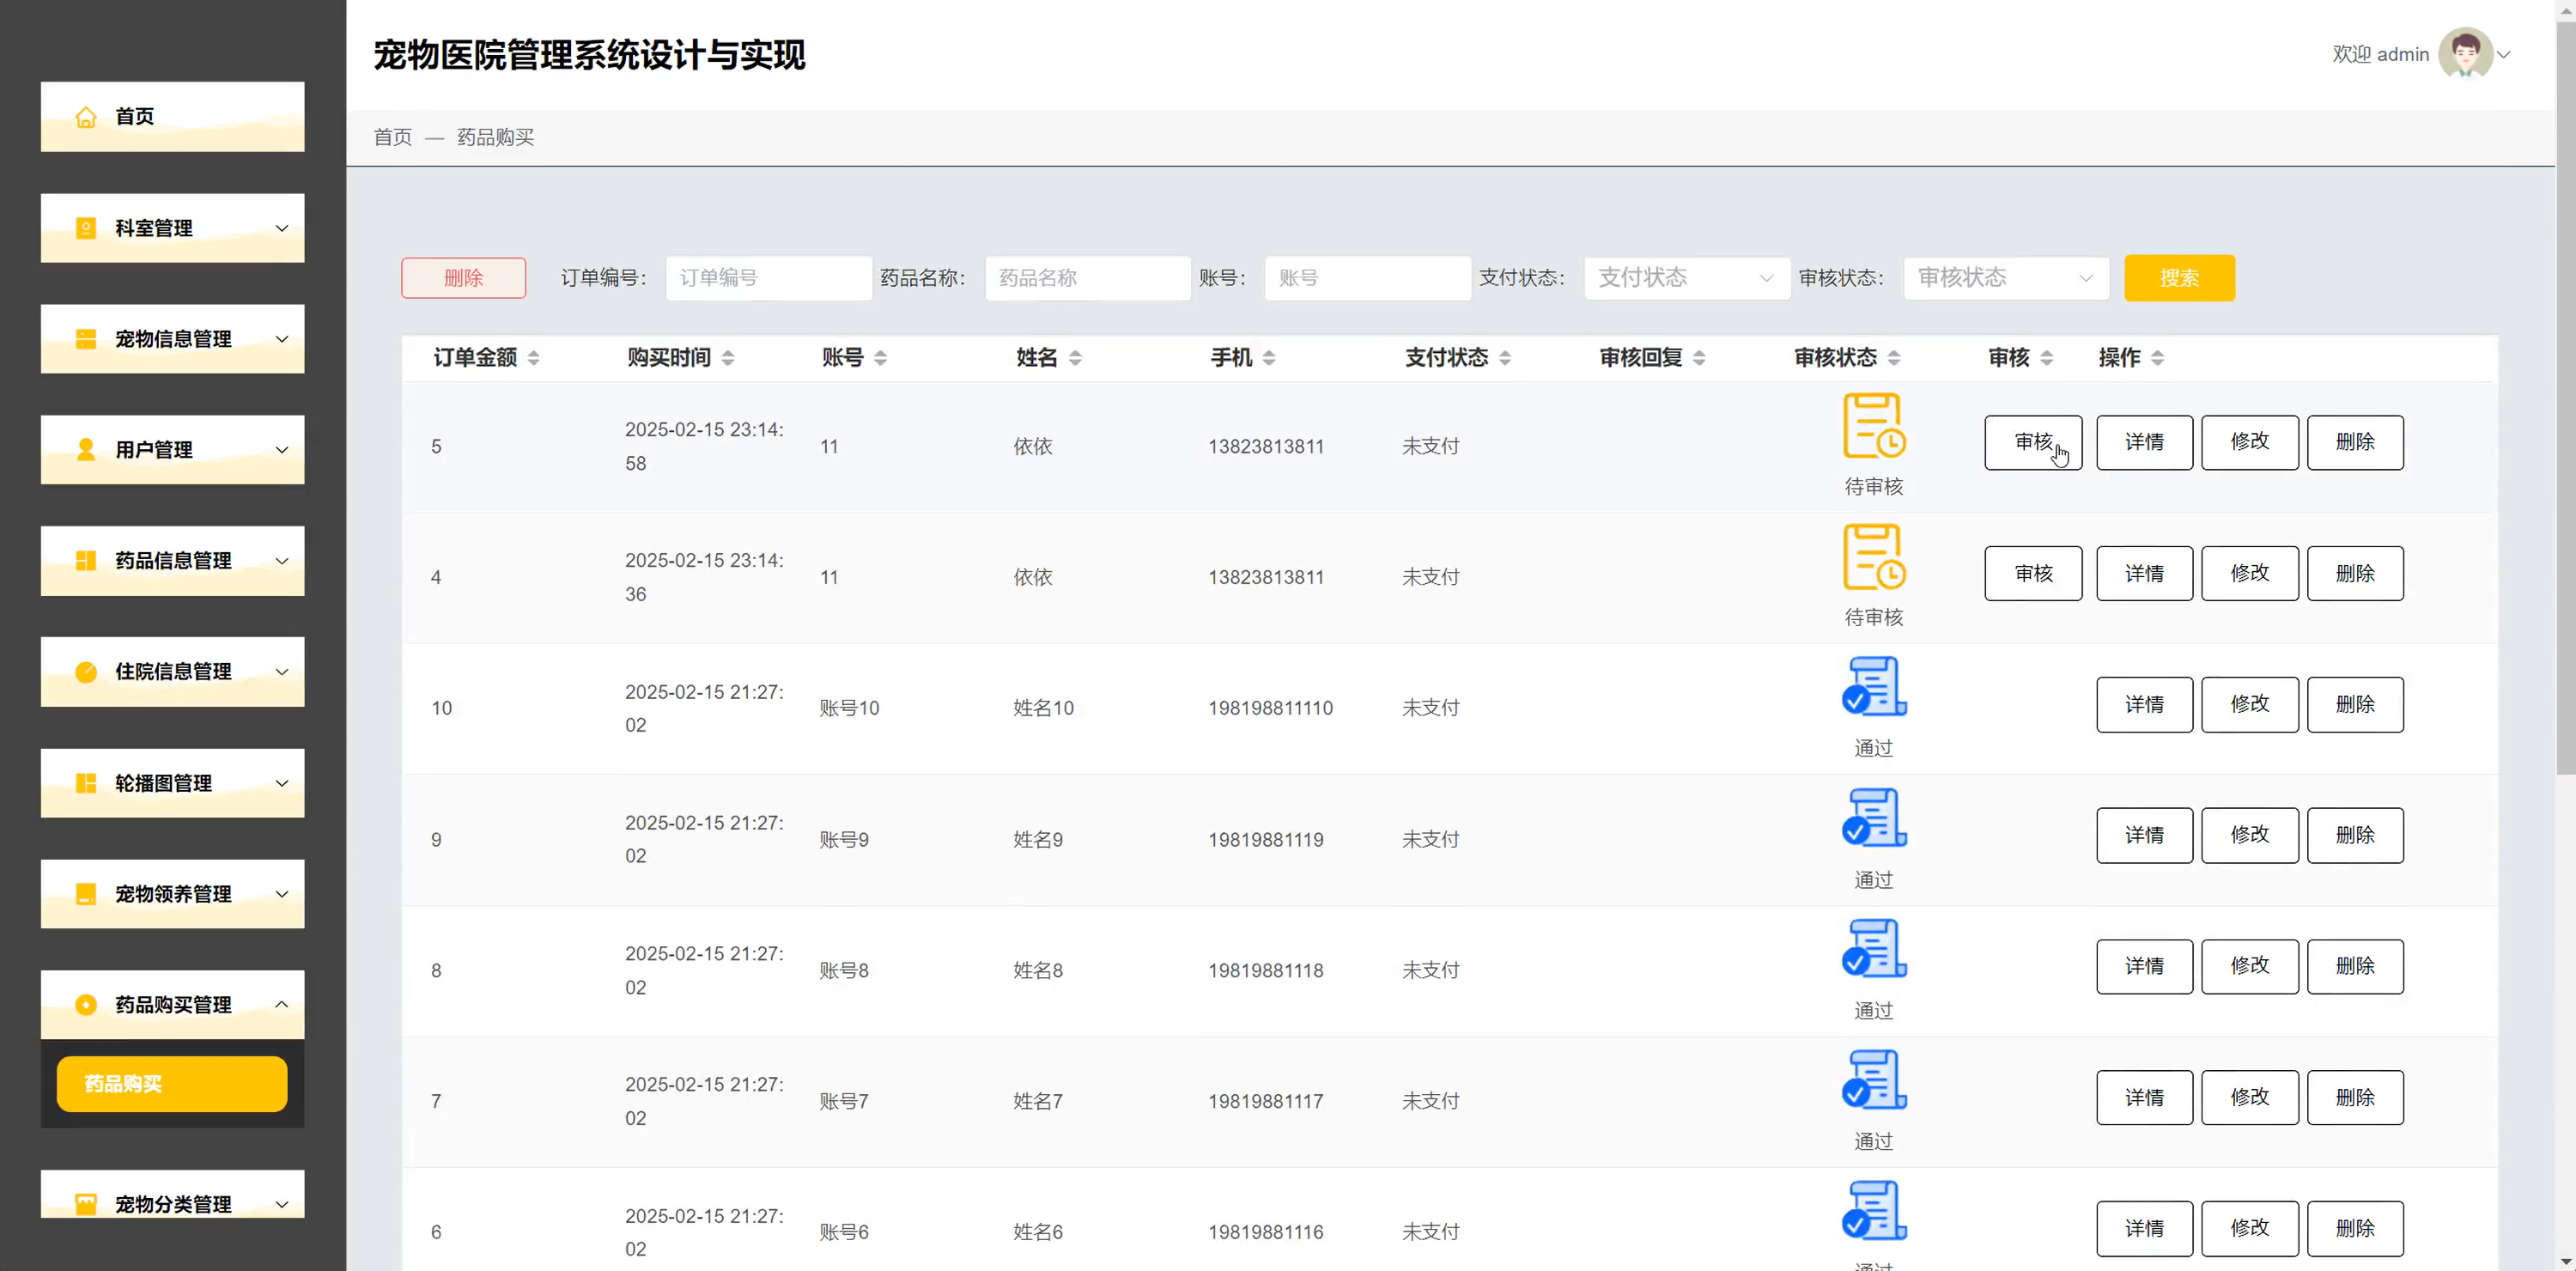 宠物医院管理系统设计与实现
欢迎 admin
首页 — 药品购买
首页
科室管理
宠物信息管理
用户管理
药品信息管理
住院信息管理
轮播图管理
宠物领养管理
药品购买管理
药品购买
宠物分类管理
删除 订单编号： 订单编号 药品名称： 药品名称 账号： 账号 支付状态： 支付状态 审核状态： 审核状态 搜索
订单金额 购买时间 账号 姓名 手机 支付状态 审核回复 审核状态 审核 操作
5 2025-02-15 23:14:58 11 依依 13823813811 未支付 待审核 审核 详情 修改 删除
4 2025-02-15 23:14:36 11 依依 13823813811 未支付 待审核 审核 详情 修改 删除
10 2025-02-15 21:27:02 账号10 姓名10 198198811110 未支付 通过 详情 修改 删除
9 2025-02-15 21:27:02 账号9 姓名9 19819881119 未支付 通过 详情 修改 删除
8 2025-02-15 21:27:02 账号8 姓名8 19819881118 未支付 通过 详情 修改 删除
7 2025-02-15 21:27:02 账号7 姓名7 19819881117 未支付 通过 详情 修改 删除
6 2025-02-15 21:27:02 账号6 姓名6 19819881116 未支付 通过 详情 修改 删除